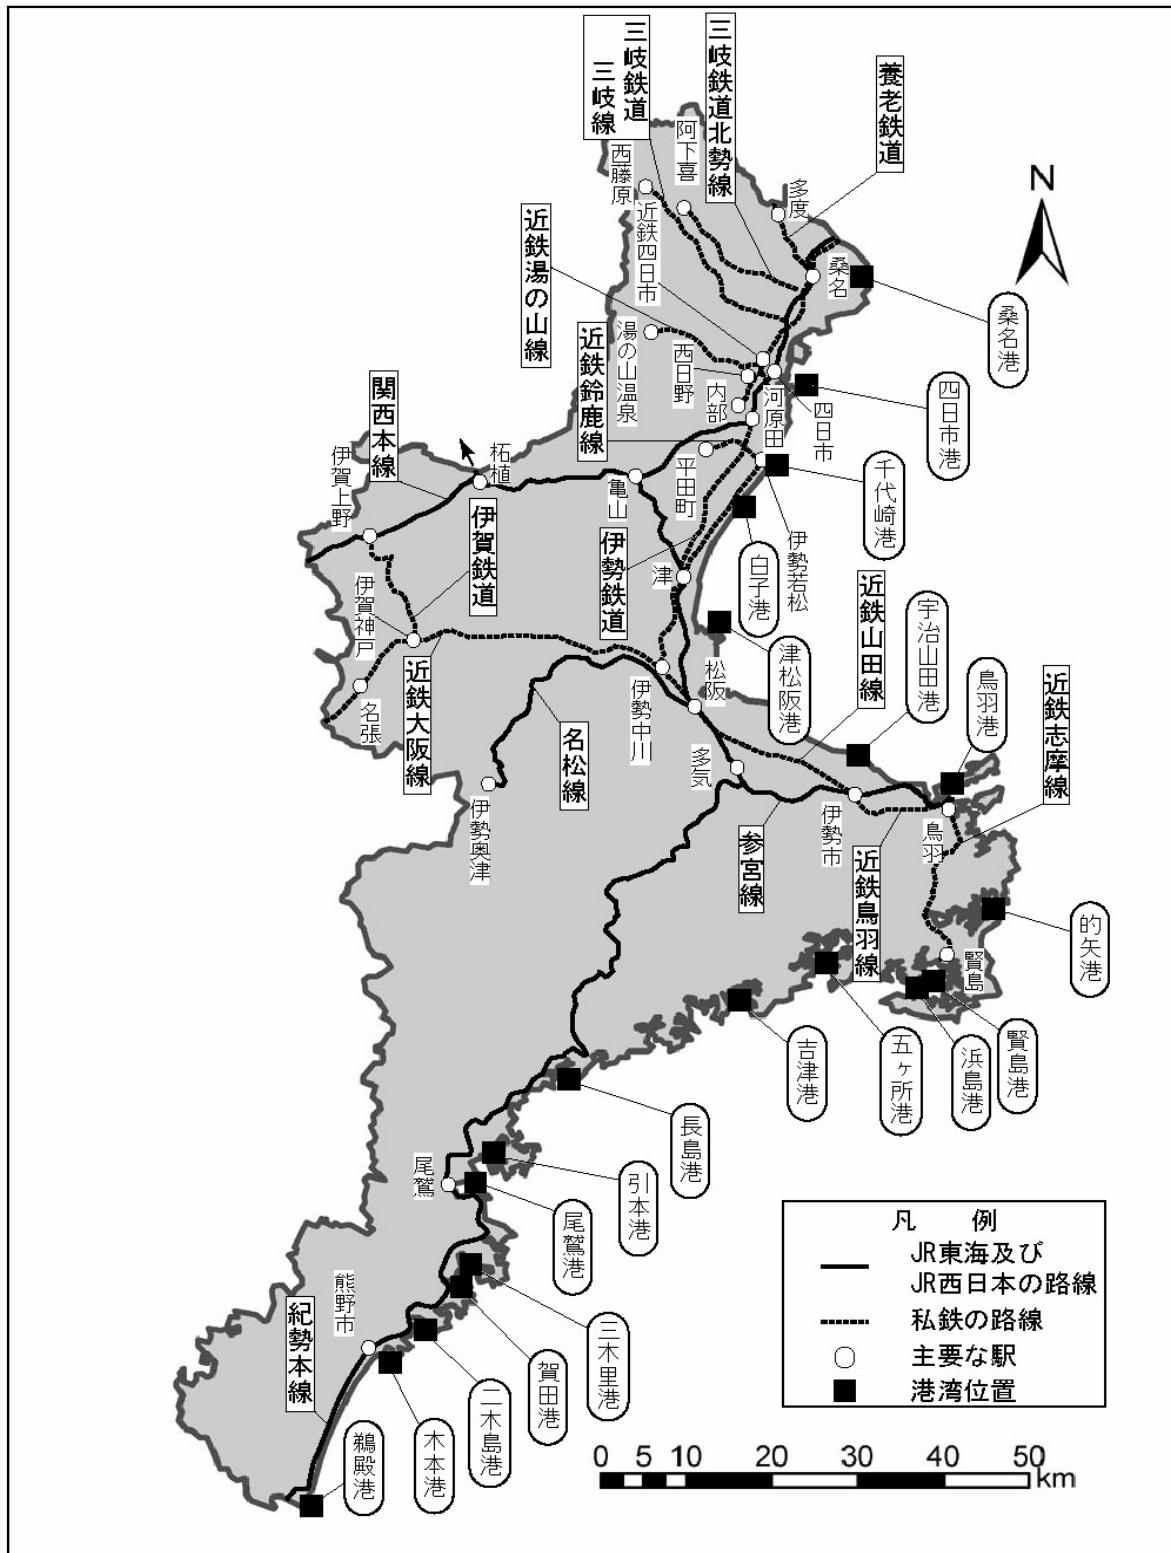 三岐鉄道
三岐線
三岐鉄道北勢線
養老鉄道
阿下喜
西藤原
多度
N
近鉄湯の山線
近鉄四日市
桑名
桑名港
湯の山温泉
近鉄鈴鹿線
西日野
内部
河原田
四日市
四日市港
関西本線
伊賀上野
柘植
亀山
平田町
千代崎港
伊賀鉄道
伊勢鉄道
津
白子港
伊勢若松
近鉄山田線
宇治山田港
伊賀神戸
名張
近鉄大阪線
名松線
伊勢中川
松阪
津松阪港
鳥羽港
近鉄志摩線
多気
伊勢奥津
参宮線
伊勢市
近鉄鳥羽線
鳥羽
賢島
的矢港
吉津港
五ヶ所港
浜島港
賢島港
長島港
尾鷲
引本港
尾鷲港
熊野市
紀勢本線
三木里港
賀田港
二木島港
木本港
鵜殿港
凡 例
JR東海及び
JR西日本の路線
私鉄の路線
主要な駅
港湾位置
0 5 10 20 30 40 50
km